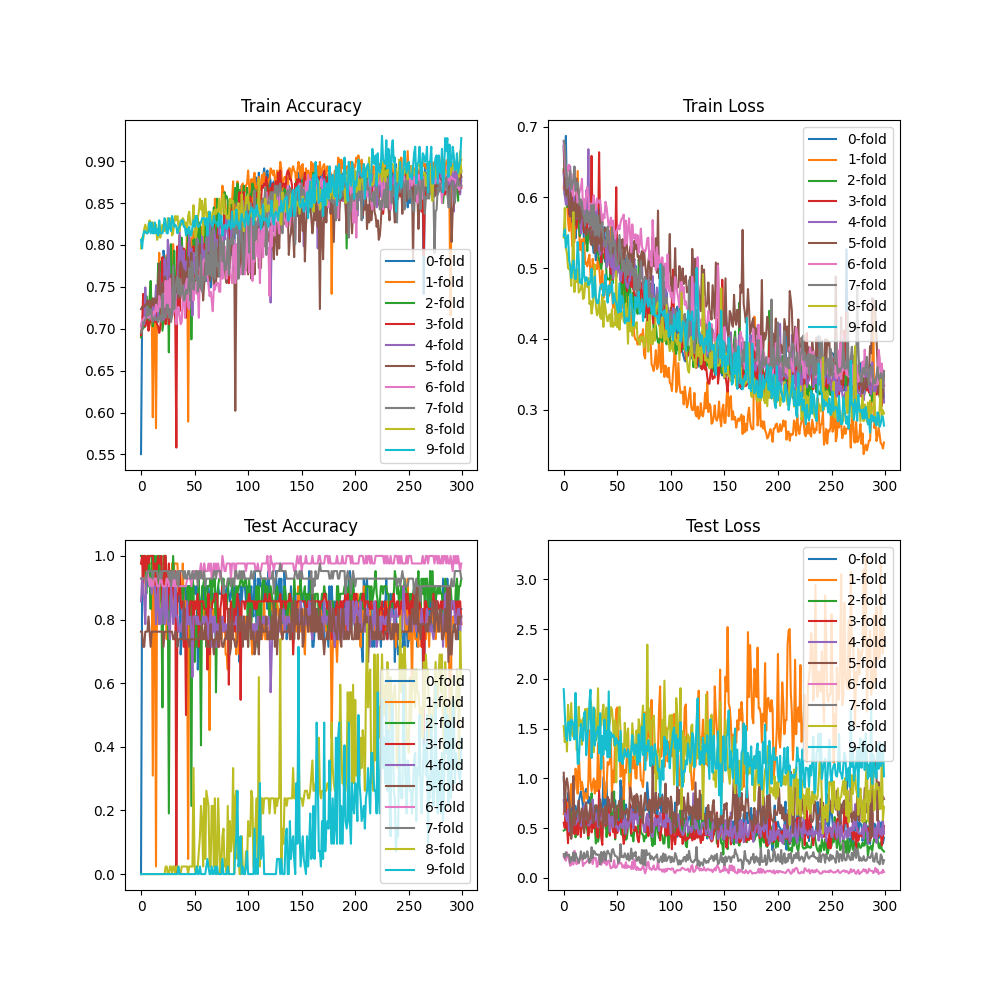 Train Accuracy
0.90
0.85
0.80
0.75
0.70
0.65
0.60
0.55
0 50 100 150 200 250 300
0-fold
1-fold
2-fold
3-fold
4-fold
5-fold
6-fold
7-fold
8-fold
9-fold
Train Loss
0.7
0.6
0.5
0.4
0.3
0 50 100 150 200 250 300
0-fold
1-fold
2-fold
3-fold
4-fold
5-fold
6-fold
7-fold
8-fold
9-fold
Test Accuracy
1.0
0.8
0.6
0.4
0.2
0.0
0 50 100 150 200 250 300
0-fold
1-fold
2-fold
3-fold
4-fold
5-fold
6-fold
7-fold
8-fold
9-fold
Test Loss
3.0
2.5
2.0
1.5
1.0
0.5
0.0
0 50 100 150 200 250 300
0-fold
1-fold
2-fold
3-fold
4-fold
5-fold
6-fold
7-fold
8-fold
9-fold